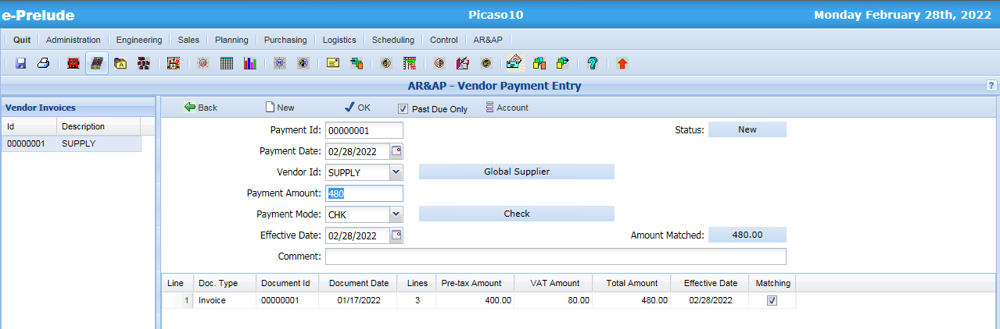 e-Prelude Picaso10 Monday February 28th, 2022
Quit Administration Engineering Sales Planning Purchasing Logistics Scheduling Control AR&AP
AR&AP - Vendor Payment Entry ?
Vendor Invoices
Id Description
00000001 SUPPLY
Back New OK Past Due Only Account
Payment Id: 00000001 Status: New
Payment Date: 02/28/2022
Vendor Id: SUPPLY Global Supplier
Payment Amount: 480
Payment Mode: CHK Check
Effective Date: 02/28/2022 Amount Matched: 480.00
Comment:
Line Doc. Type Document Id Document Date Lines Pre-tax Amount VAT Amount Total Amount Effective Date Matching
1 Invoice 00000001 01/17/2022 3 400.00 80.00 480.00 02/28/2022